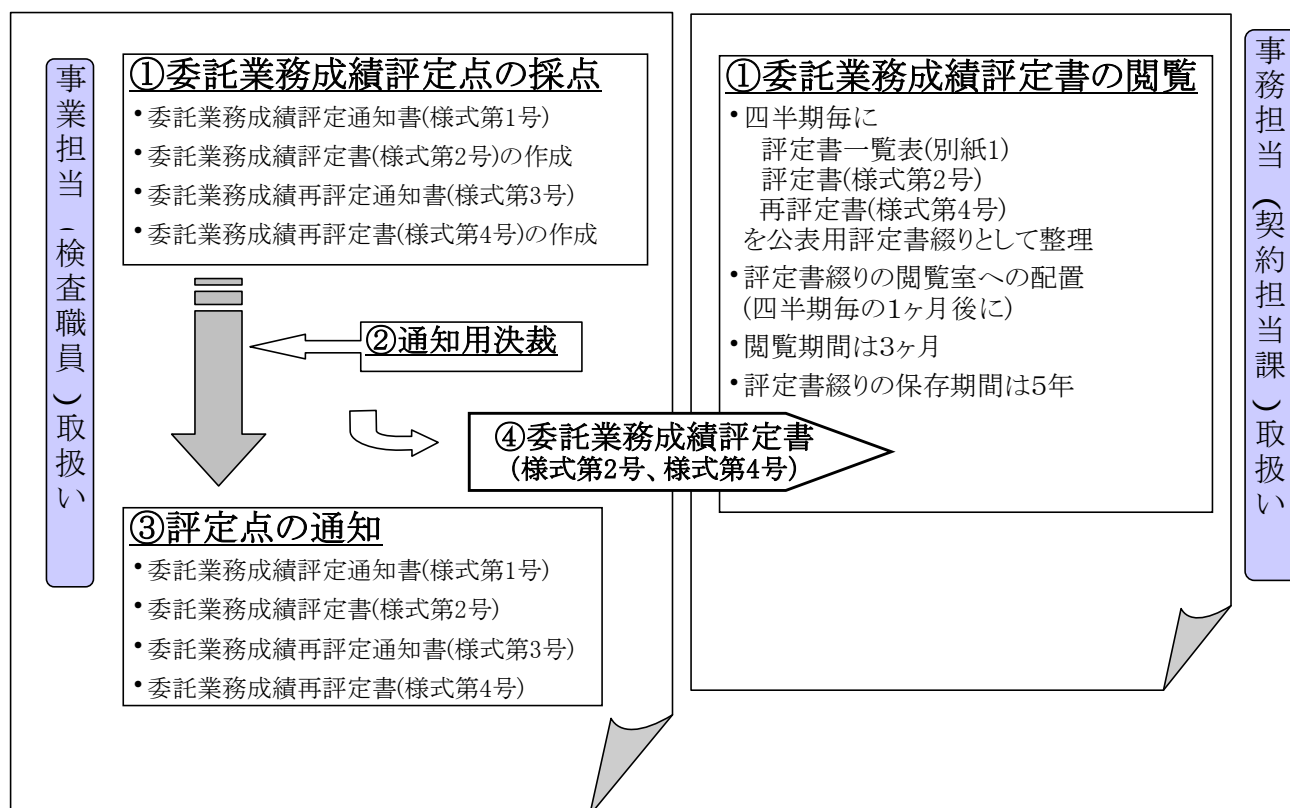 事業担当(検査職員)取扱い
①委託業務成績評定点の採点
・委託業務成績評定通知書(様式第1号)
・委託業務成績評定書(様式第2号)の作成
・委託業務成績再評定通知書(様式第3号)
・委託業務成績再評定書(様式第4号)の作成
②通知用決裁
④委託業務成績評定書
(様式第2号、様式第4号)
③評定点の通知
・委託業務成績評定通知書(様式第1号)
・委託業務成績評定書(様式第2号)
・委託業務成績再評定通知書(様式第3号)
・委託業務成績再評定書(様式第4号)
①委託業務成績評定書の閲覧
・四半期毎に
評定書一覧表(別紙1)
評定書(様式第2号)
再評定書(様式第4号)
を公表用評定書綴りとして整理
・評定書綴りの閲覧室への配置
(四半期毎の1ヶ月後に)
・閲覧期間は3ヶ月
・評定書綴りの保存期間は5年
事務担当(契約担当課)取扱い